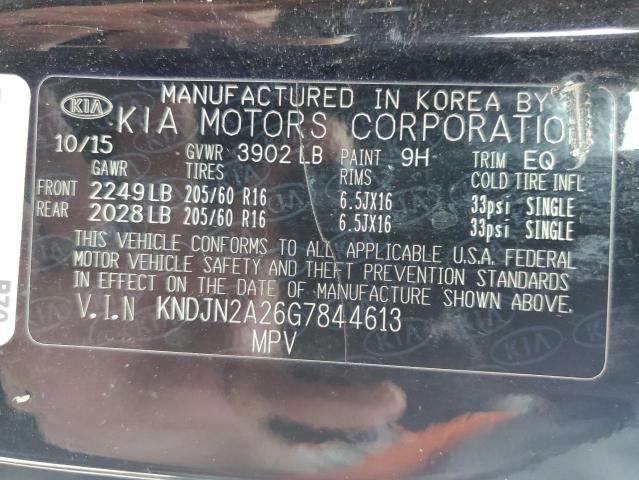 KIA
MANUFACTURED IN KOREA BY
KIA MOTORS CORPORATION
10/15 GVWR 3902 LB PAINT 9H TRIM EQ
GAWR TIRES RIMS COLD TIRE INFL
FRONT 2249 LB 205/60 R16 6.5JX16 33psi SINGLE
REAR 2028 LB 205/60 R16 6.5JX16 33psi SINGLE
THIS VEHICLE CONFORMS TO ALL APPLICABLE U.S.A. FEDERAL
MOTOR VEHICLE SAFETY AND THEFT PREVENTION STANDARDS
IN EFFECT ON THE DATE OF MANUFACTURE SHOWN ABOVE.
V.I.N KNDJN2A26G7844613
MPV